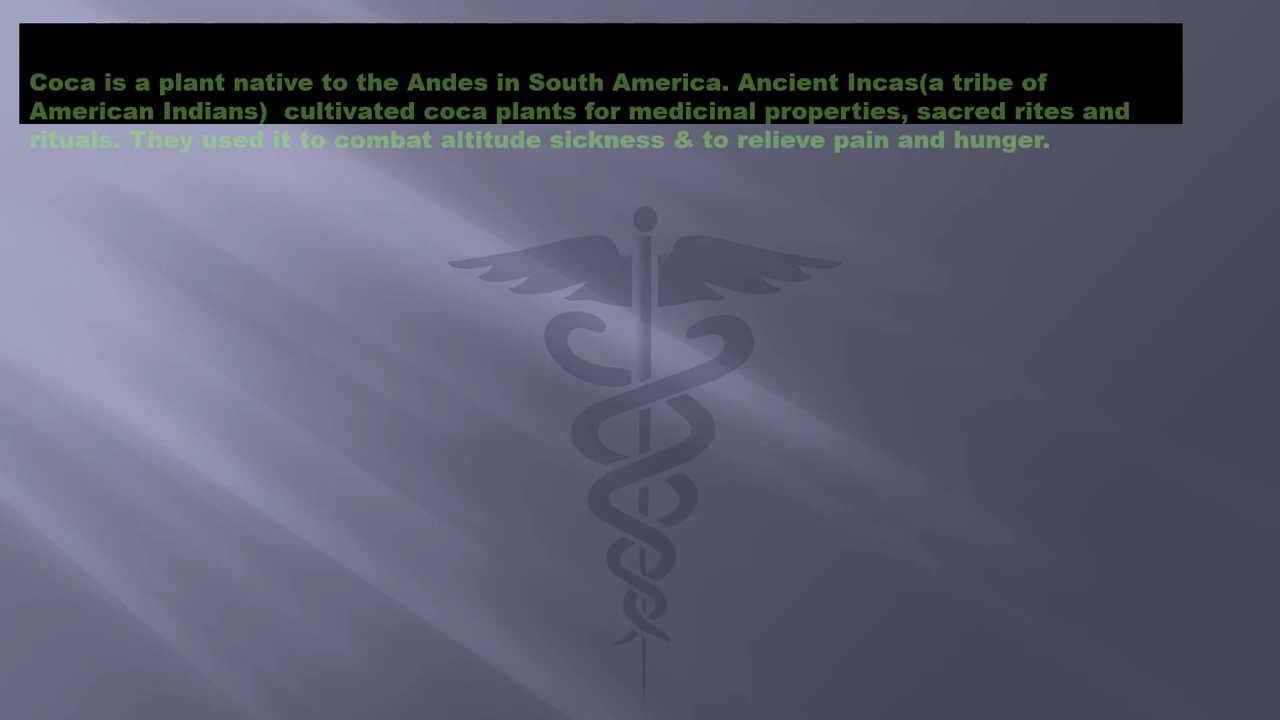 Coca is a plant native to the Andes in South America. Ancient Incas(a tribe of
American Indians)  cultivated coca plants for medicinal properties, sacred rites and
rituals. They used it to combat altitude sickness & to relieve pain and hunger.